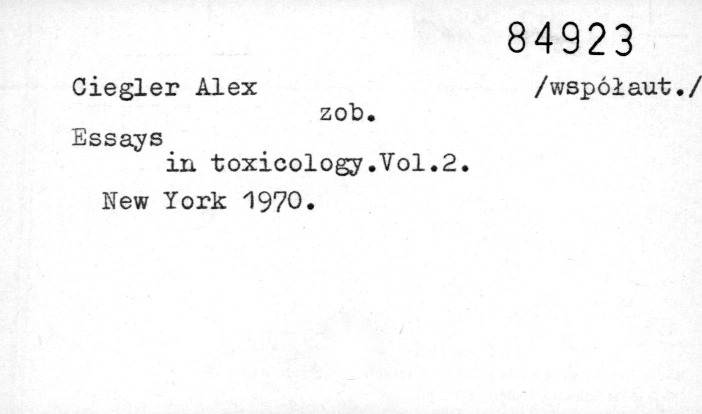 84923
Ciegler Alex /współaut./
zob.
Essays
in toxicology.Vol.2.
New York 1970.